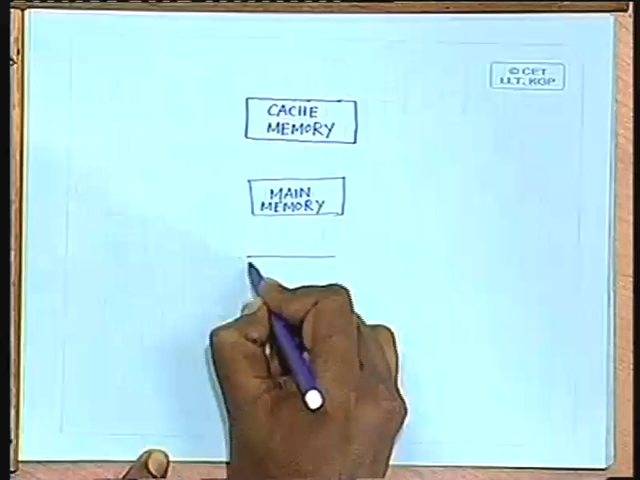 © CET
I.I.T. KGP
CACHE
MEMORY
MAIN
MEMORY